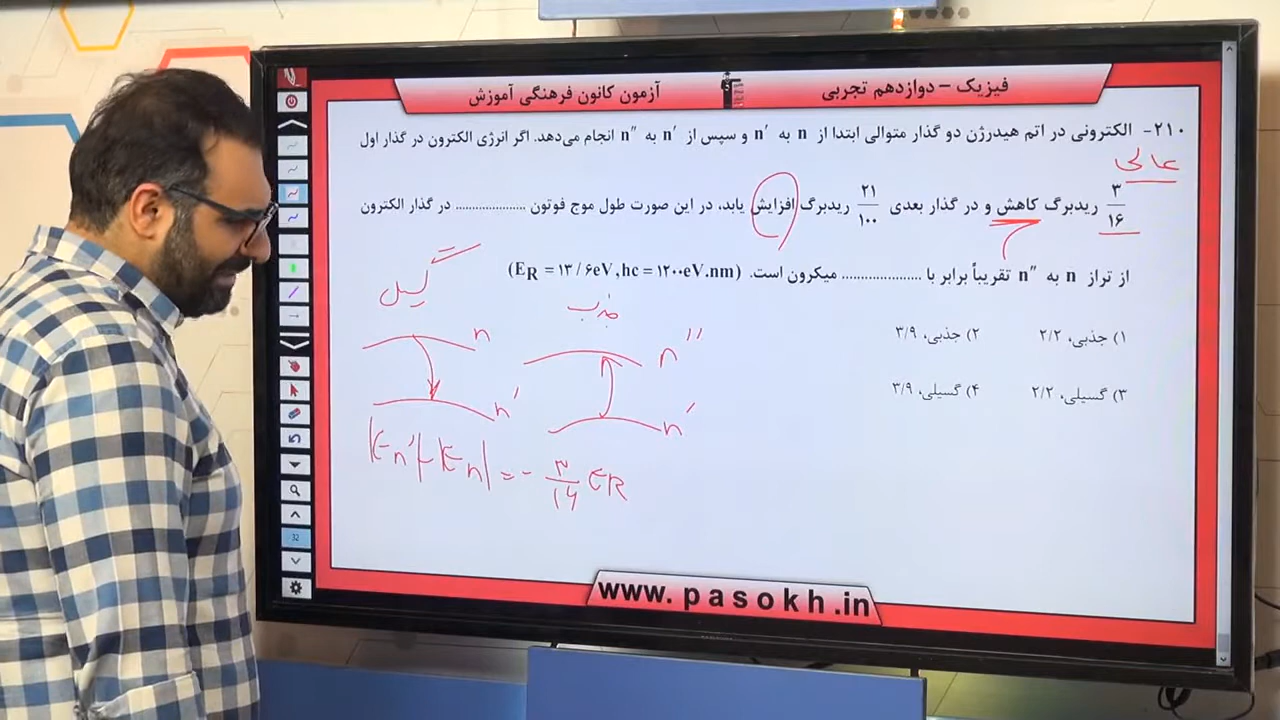 فیزیک – دوازدهم تجربی
آزمون کانون فرهنگی آموزش
۲۱۰- الکترونی در اتم هیدرژن دو گذار متوالی ابتدا از n به n′ و سپس از n′ به n″ انجام می‌دهد. اگر انرژی الکترون در گذار اول
عالی
۳/۱۶ ریدبرگ کاهش و در گذار بعدی ۲۱/۱۰۰ ریدبرگ افزایش یابد، در این صورت طول موج فوتون .................... در گذار الکترون
از تراز n به n″ تقریباً برابر با .................... میکرون است. (E_R = ۱۳/۶eV, hc = ۱۲۰۰eV.nm)
۱) جذبی، ۲/۲
۲) جذبی، ۳/۹
۳) گسیلی، ۲/۲
۴) گسیلی، ۳/۹
گسیل
جذب
n
n″
n′
n′
|En′|-|En| = - ۳/۱۶ ER
32
www.pasokh.in